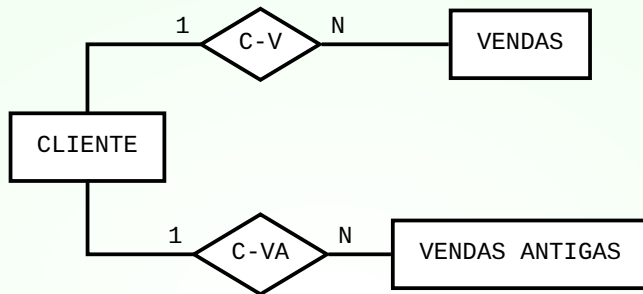 1 C-V N VENDAS
CLIENTE
1 C-VA N VENDAS ANTIGAS